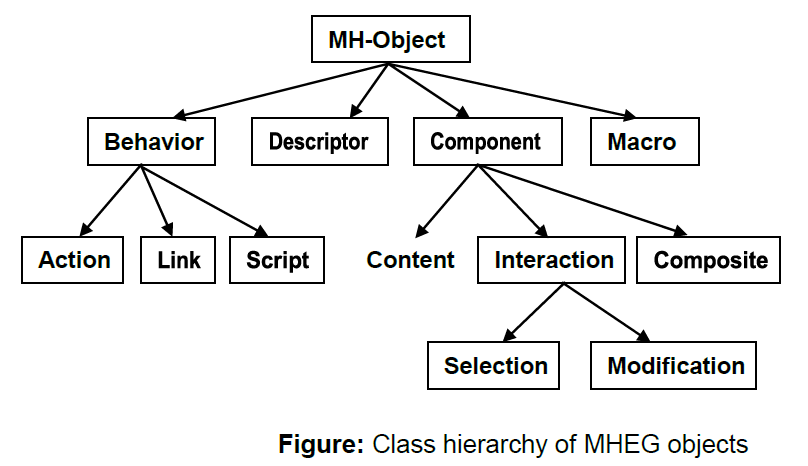 MH-Object
Behavior
Descriptor
Component
Macro
Action
Link
Script
Content
Interaction
Composite
Selection
Modification
Figure: Class hierarchy of MHEG objects